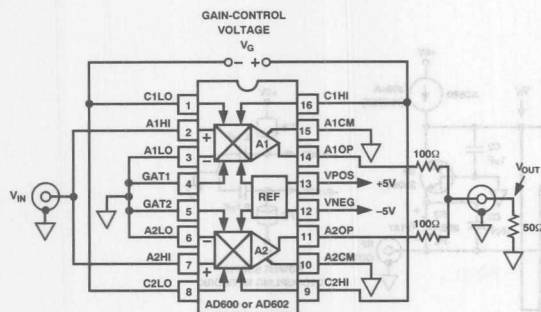 GAIN-CONTROL
VOLTAGE
VG
− +
C1LO 1 16 C1HI
A1HI 2 + A1 15 A1CM
A1LO 3 − 14 A1OP 100Ω
GAT1 4 REF 13 VPOS +5V VOUT
VIN
GAT2 5 12 VNEG −5V
A2LO 6 − A2 11 A2OP 100Ω 50Ω
A2HI 7 + 10 A2CM
C2LO 8 9 C2HI
AD600 or AD602